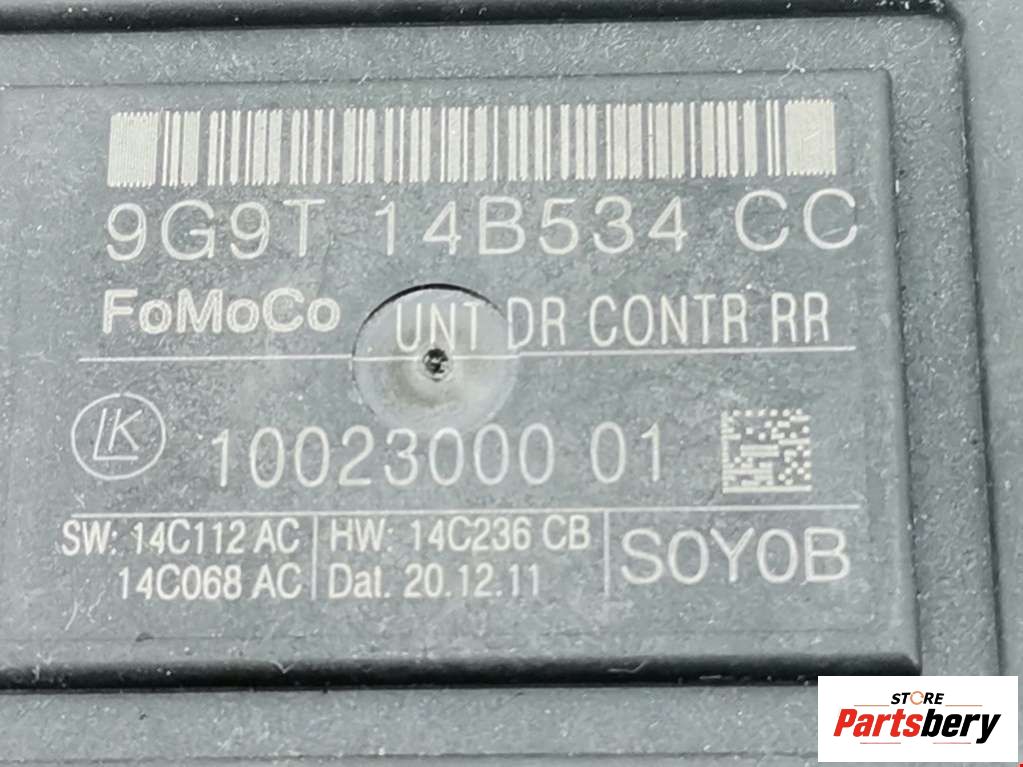 9G9T 14B534 CC
FoMoCo UNT DR CONTR RR
LK 10023000 01
SW: 14C112 AC HW: 14C236 CB S0Y0B
14C068 AC Dat. 20.12.11
STORE
Partsbery